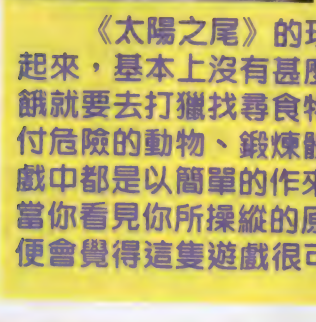 《太陽之尾》的玩
起來，基本上沒有甚麼
餓就要去打獵找尋食物
付危險的動物、鍛煉體
戲中都是以簡單的作來
當你看見你所操縱的原
便會覺得這隻遊戲很可